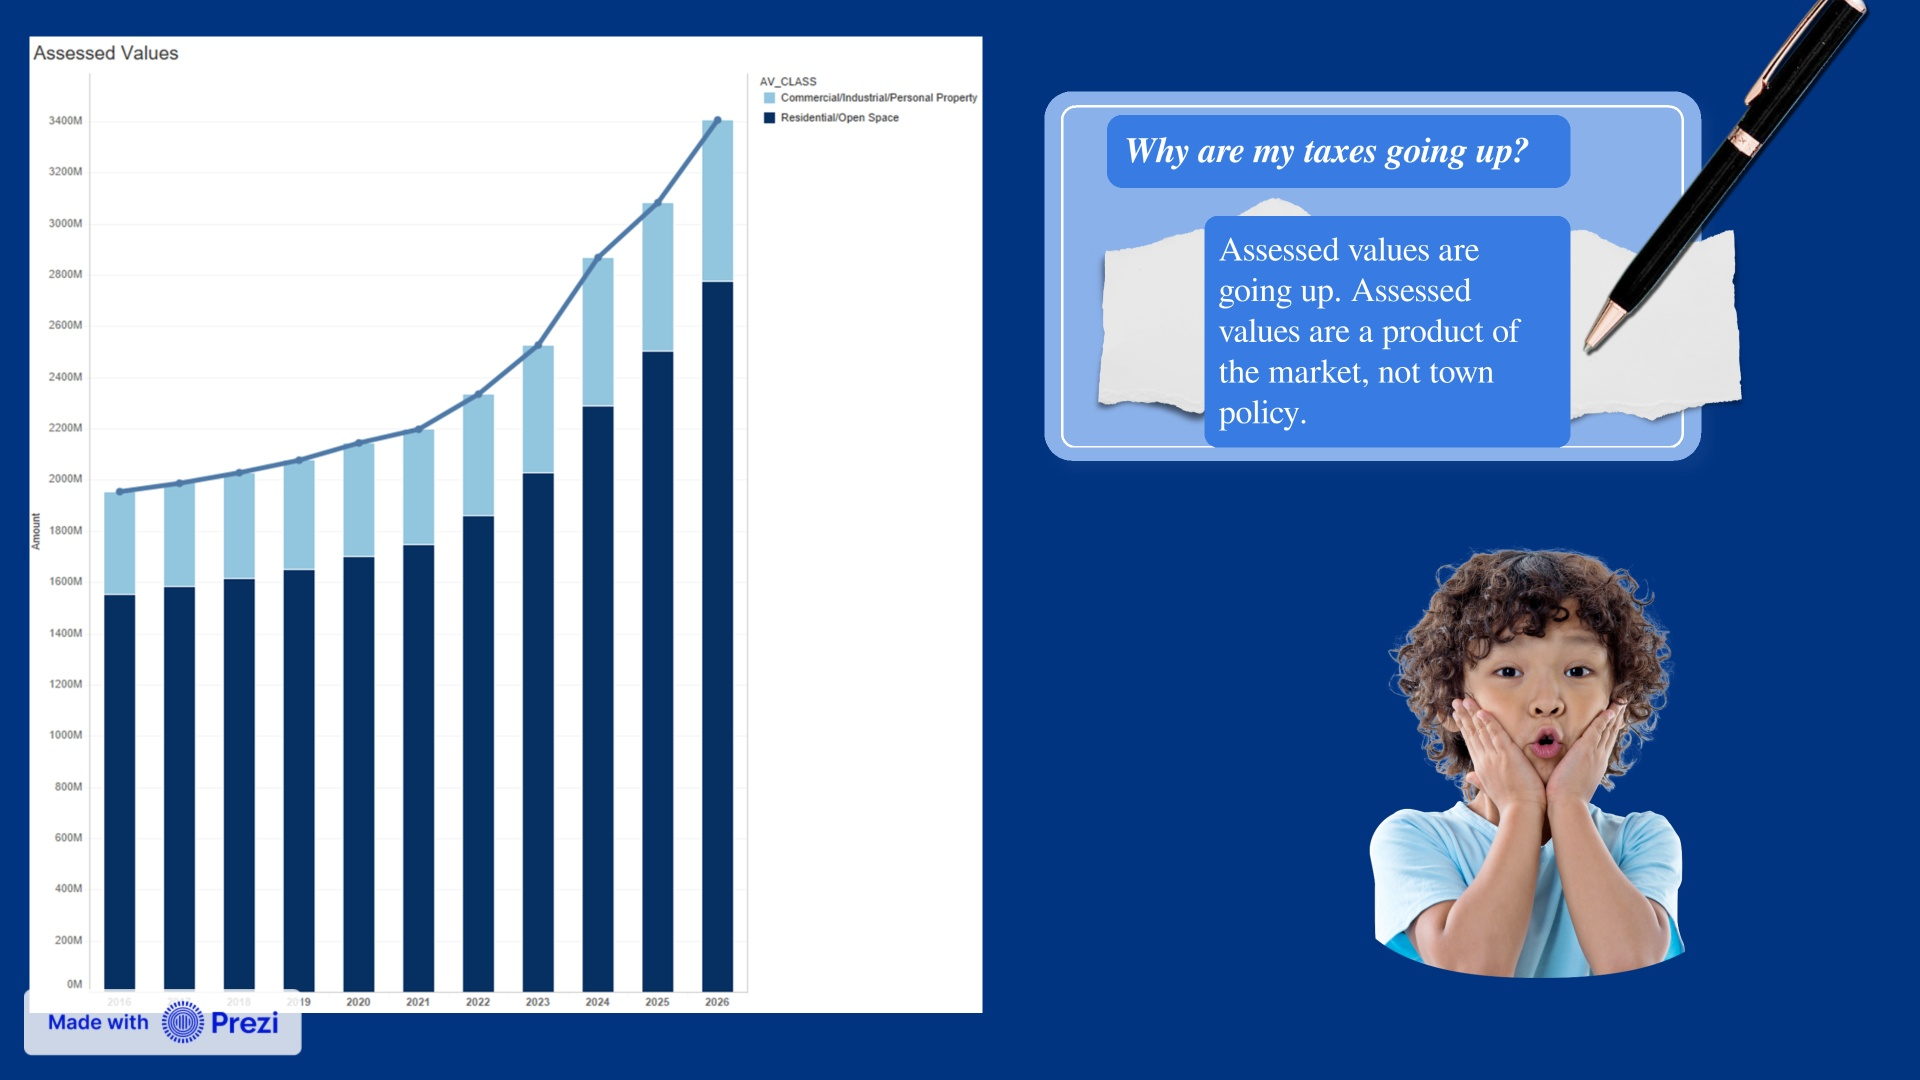 Assessed Values
AV_CLASS
Commercial/Industrial/Personal Property
Residential/Open Space
3400M
3200M
3000M
2800M
2600M
2400M
2200M
2000M
1800M
1600M
1400M
1200M
1000M
800M
600M
400M
200M
0M
Amount
2016
2018
2019
2020
2021
2022
2023
2024
2025
2026
Made with Prezi
Why are my taxes going up?
Assessed values are
going up. Assessed
values are a product of
the market, not town
policy.